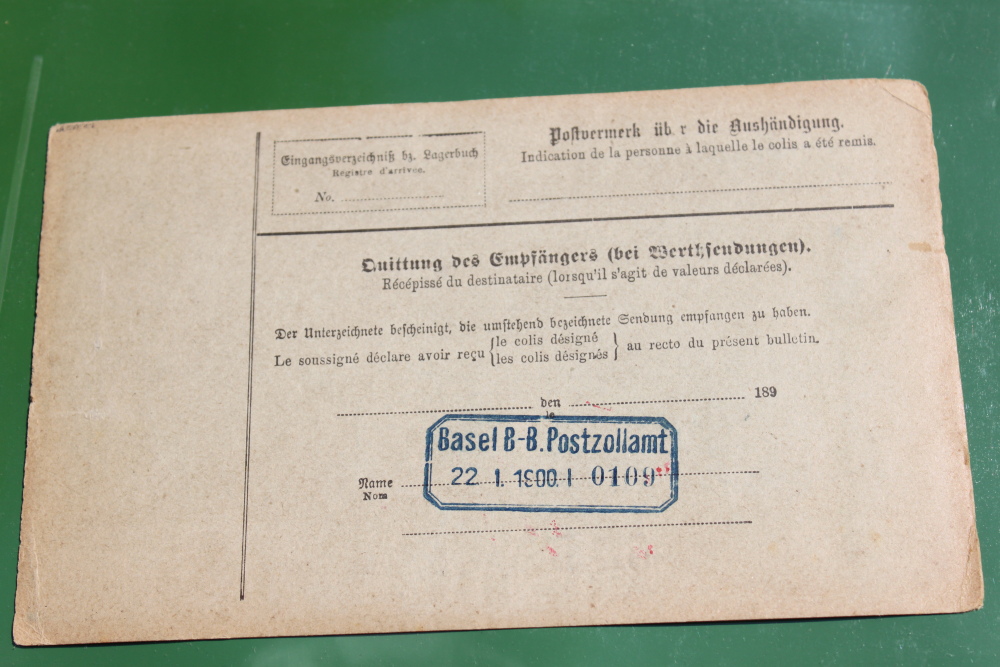 Eingangsverzeichniß bz. Lagerbuch
Registre d'arrivée.
No.
Postvermerk üb r die Aushändigung.
Indication de la personne à laquelle le colis a été remis.
Quittung des Empfängers (bei Werthsendungen).
Récépissé du destinataire (lorsqu'il s'agit de valeurs déclarées).
Der Unterzeichnete bescheinigt, die umstehend bezeichnete Sendung empfangen zu haben.
Le soussigné déclare avoir reçu {le colis désigné / les colis désignés} au recto du présent bulletin.
den 189
le
Basel B-B. Postzollamt
22 I. 1900. I 0109
Name
Nom